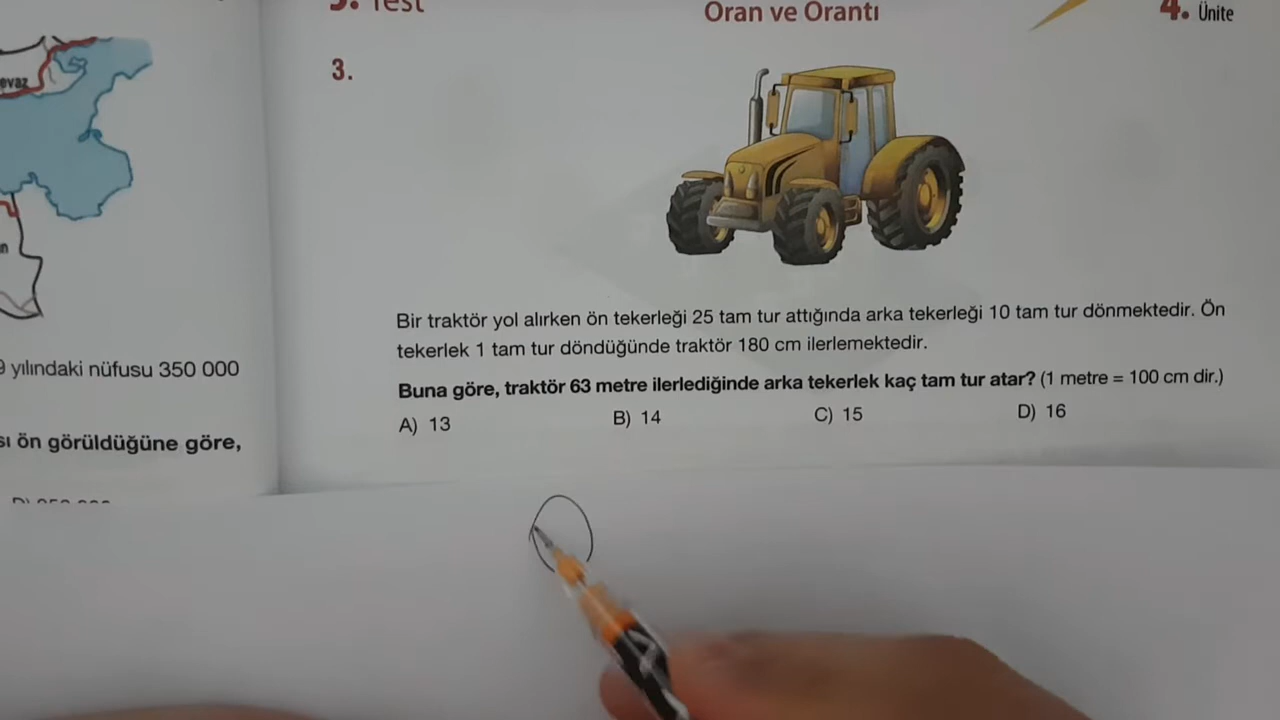 5. Test
Oran ve Orantı
4. Ünite
evaz
n
yılındaki nüfusu 350 000
ön görüldüğüne göre,
3.
Bir traktör yol alırken ön tekerleği 25 tam tur attığında arka tekerleği 10 tam tur dönmektedir. Ön
tekerlek 1 tam tur döndüğünde traktör 180 cm ilerlemektedir.
Buna göre, traktör 63 metre ilerlediğinde arka tekerlek kaç tam tur atar? (1 metre = 100 cm dir.)
A) 13 B) 14 C) 15 D) 16